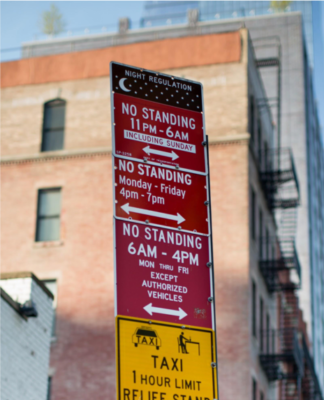 NIGHT REGULATION
NO STANDING
11PM - 6AM
INCLUDING SUNDAY
NO STANDING
Monday - Friday
4pm - 7pm
NO STANDING
6AM - 4PM
MON THRU FRI
EXCEPT
AUTHORIZED
VEHICLES
TAXI
TAXI
1 HOUR LIMIT
RELIEF STAND